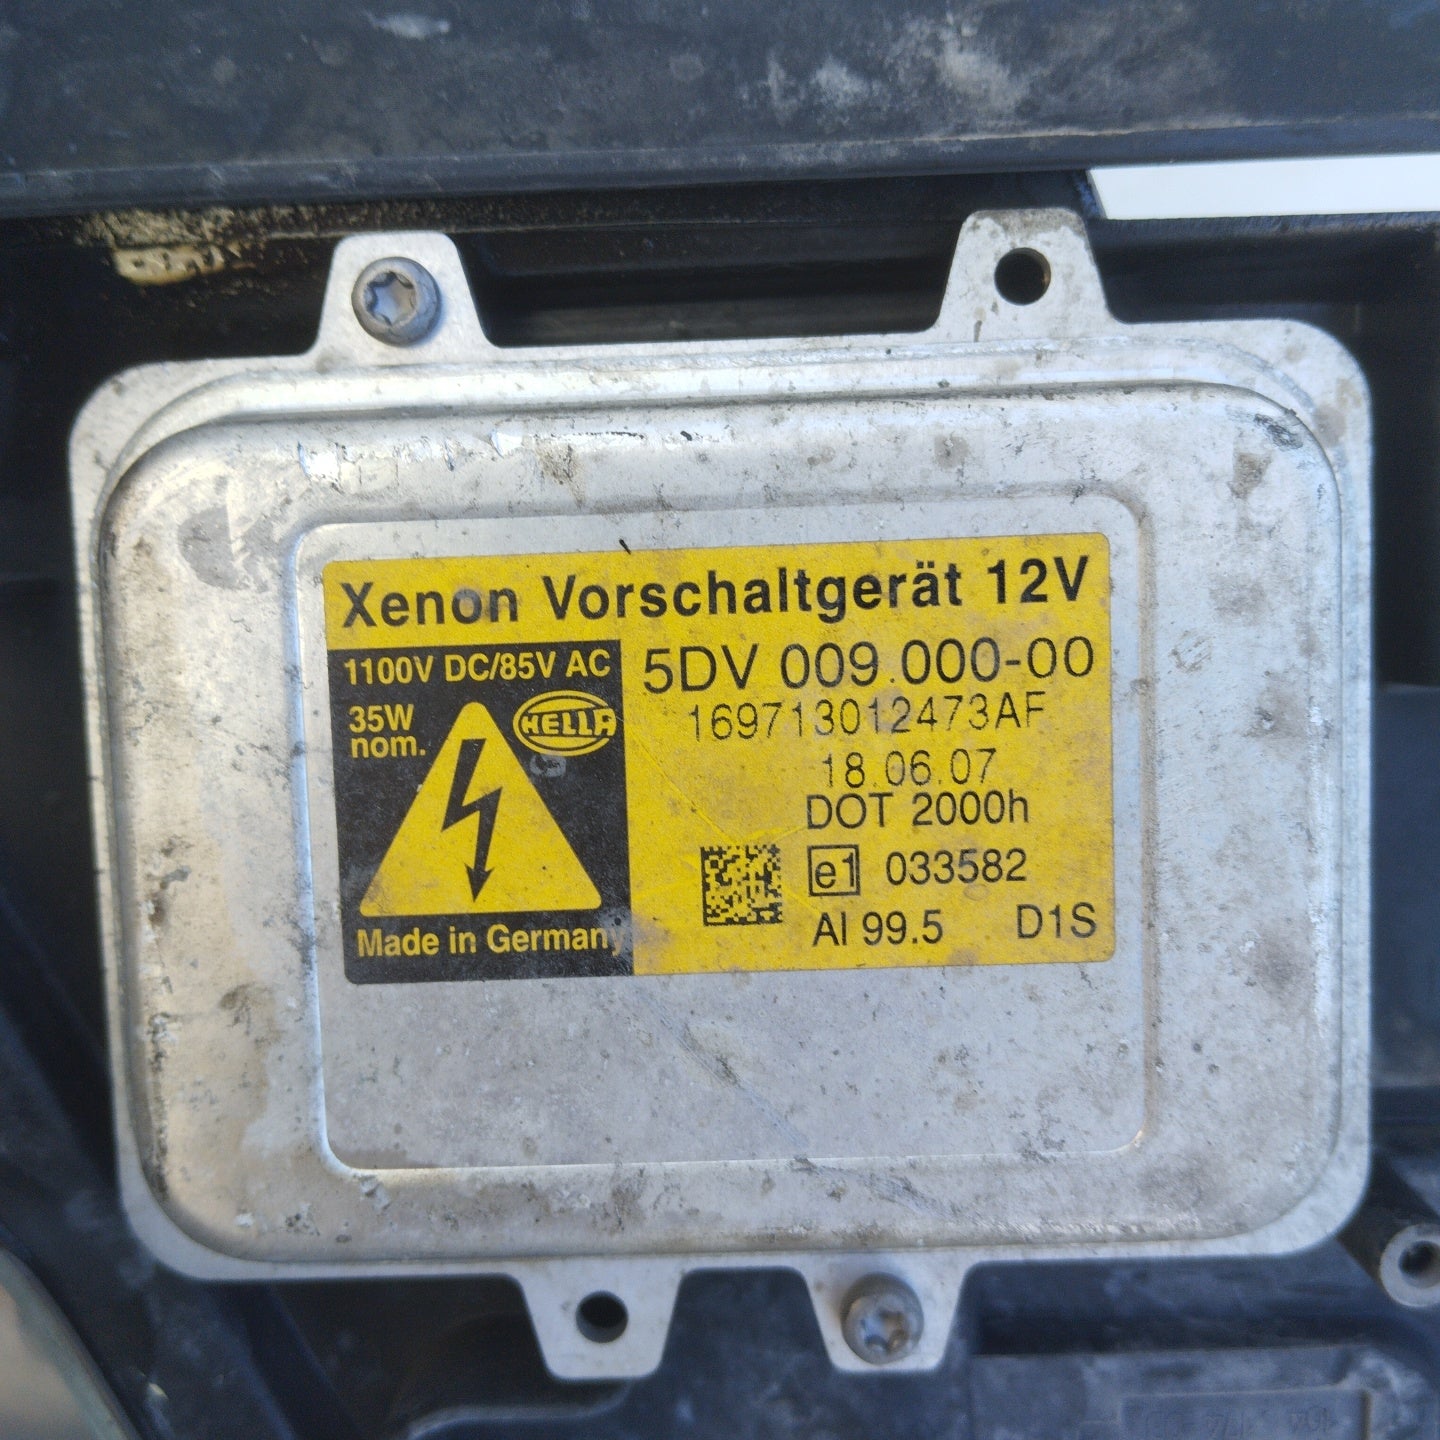 Xenon Vorschaltgerät 12V
1100V DC/85V AC
35W
nom.
HELLA
Made in Germany
5DV 009.000-00
169713012473AF
18.06.07
DOT 2000h
e1 033582
Al 99.5 D1S